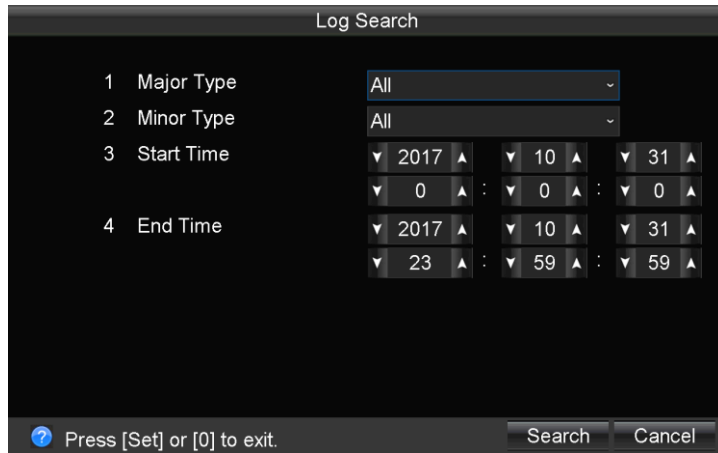 Log Search
1 Major Type All
2 Minor Type All
3 Start Time 2017 10 31
0 : 0 : 0
4 End Time 2017 10 31
23 : 59 : 59
? Press [Set] or [0] to exit. Search Cancel